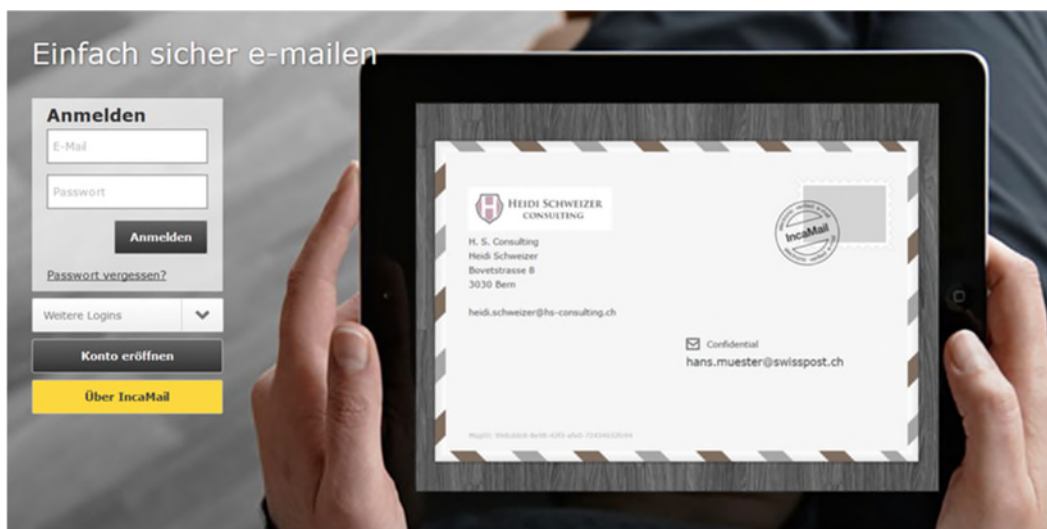 Einfach sicher e-mailen
Anmelden
E-Mail
Passwort
Anmelden
Passwort vergessen?
Weitere Logins
Konto eröffnen
Über IncaMail
HEIDI SCHWEIZER
CONSULTING
H. S. Consulting
Heidi Schweizer
Bovetstrasse 8
3030 Bern
heidi.schweizer@hs-consulting.ch
IncaMail
Confidential
hans.muester@swisspost.ch